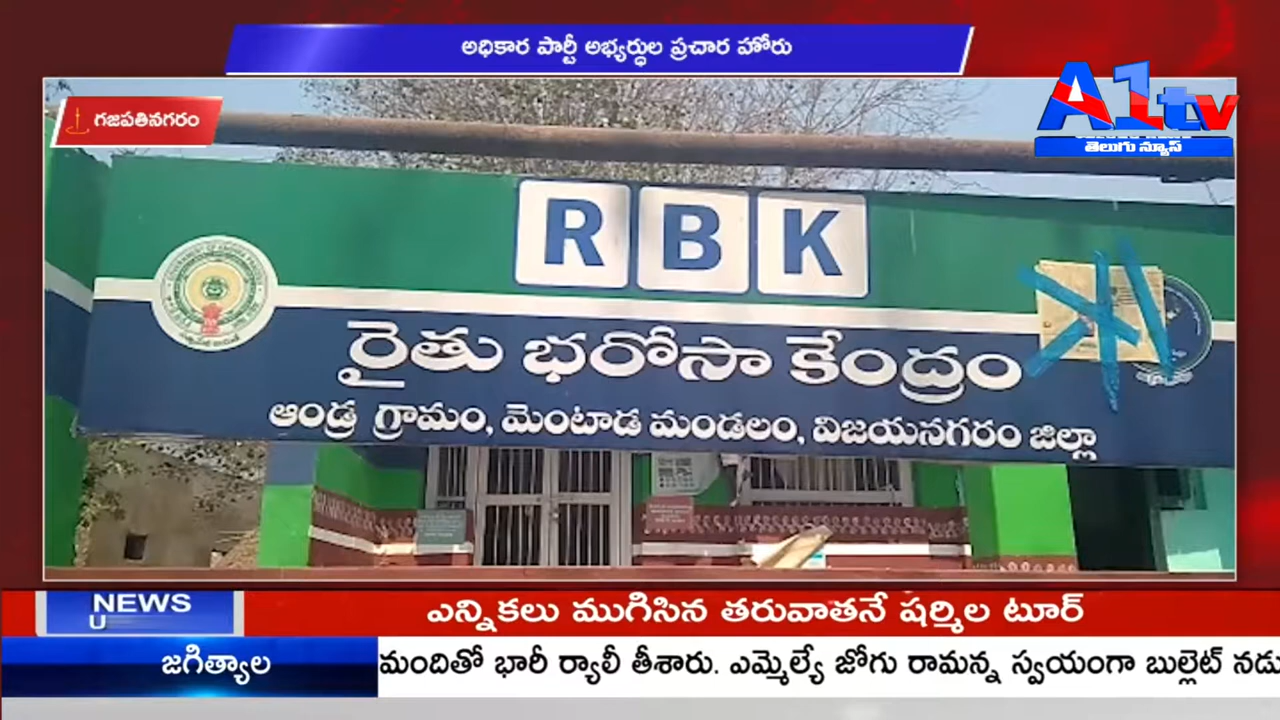 అధికార పార్టీ అభ్యర్ధుల ప్రచార హోరు
గజపతినగరం
A1tv
తెలుగు న్యూస్
RBK
రైతు భరోసా కేంద్రం
ఆండ్ర గ్రామం, మెంటాడ మండలం, విజయనగరం జిల్లా
NEWS
U
ఎన్నికలు ముగిసిన తరువాతనే షర్మిల టూర్
జగిత్యాల
మందితో భారీ ర్యాలీ తీశారు. ఎమ్మెల్యే జోగు రామన్న స్వయంగా బుల్లెట్ నడు